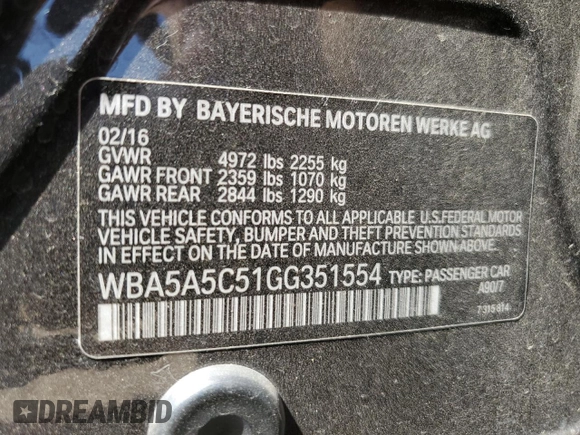 MFD BY BAYERISCHE MOTOREN WERKE AG
02/16
GVWR 4972 lbs 2255 kg
GAWR FRONT 2359 lbs 1070 kg
GAWR REAR 2844 lbs 1290 kg
THIS VEHICLE CONFORMS TO ALL APPLICABLE U.S.FEDERAL MOTOR
VEHICLE SAFETY, BUMPER AND THEFT PREVENTION STANDARDS
IN EFFECT ON THE DATE OF MANUFACTURE SHOWN ABOVE.
WBA5A5C51GG351554 TYPE: PASSENGER CAR
A90/7
7315814
DREAMBID